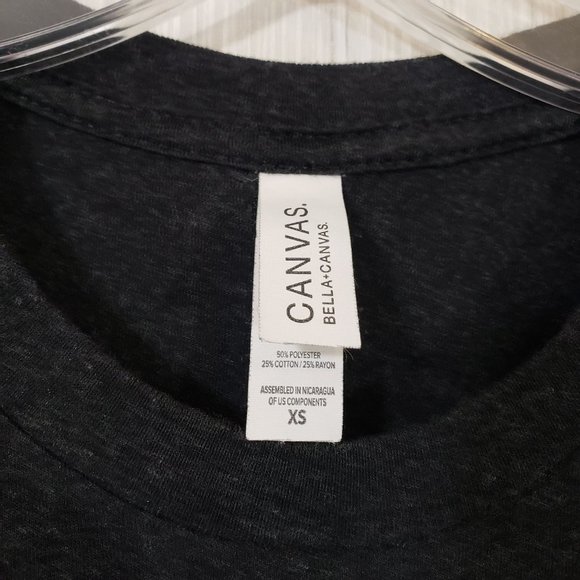 CANVAS.
BELLA+CANVAS.
50% POLYESTER
25% COTTON / 25% RAYON
ASSEMBLED IN NICARAGUA
OF US COMPONENTS
XS